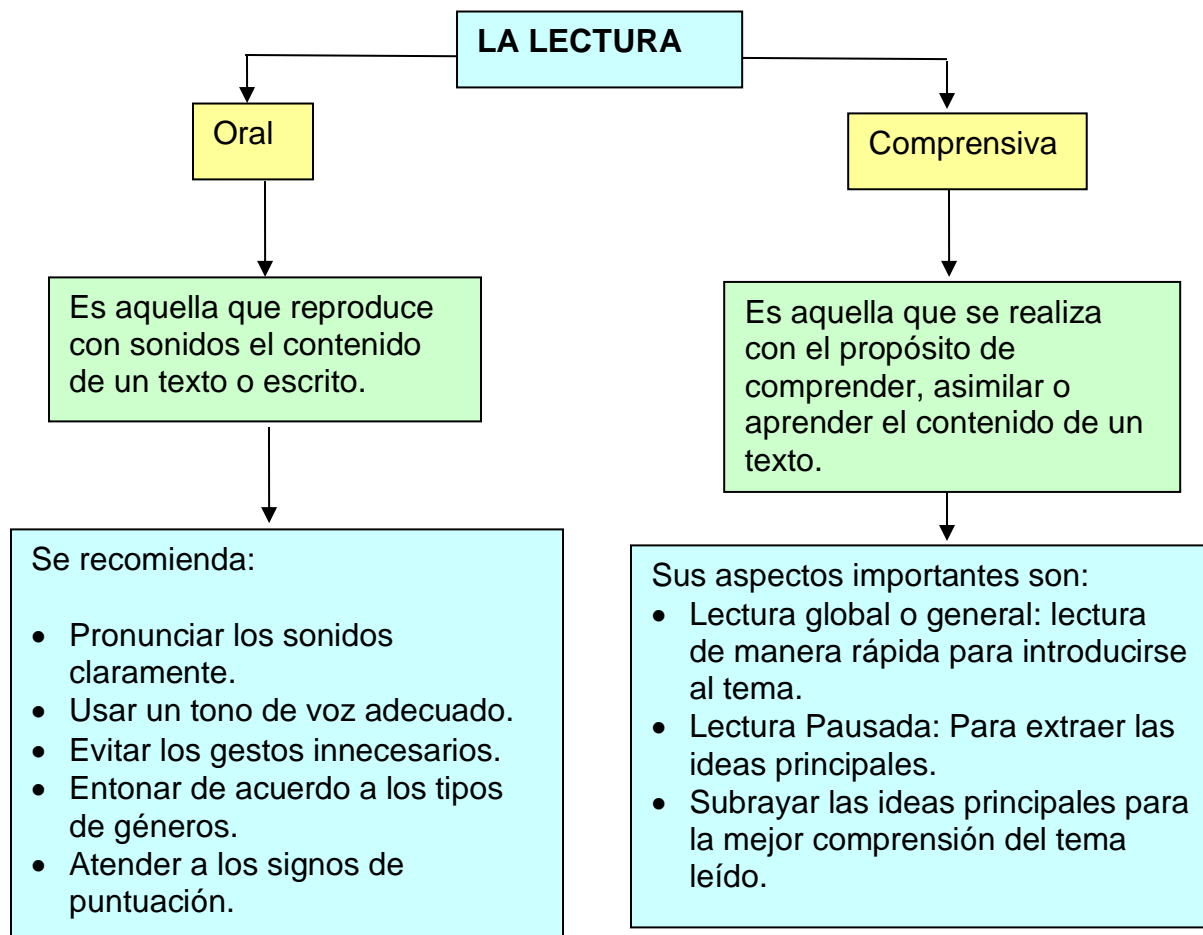 LA LECTURA
Oral
Comprensiva
Es aquella que reproduce
con sonidos el contenido
de un texto o escrito.
Es aquella que se realiza
con el propósito de
comprender, asimilar o
aprender el contenido de un
texto.
Se recomienda:
• Pronunciar los sonidos
claramente.
• Usar un tono de voz adecuado.
• Evitar los gestos innecesarios.
• Entonar de acuerdo a los tipos
de géneros.
• Atender a los signos de
puntuación.
Sus aspectos importantes son:
• Lectura global o general: lectura
de manera rápida para introducirse
al tema.
• Lectura Pausada: Para extraer las
ideas principales.
• Subrayar las ideas principales para
la mejor comprensión del tema
leído.